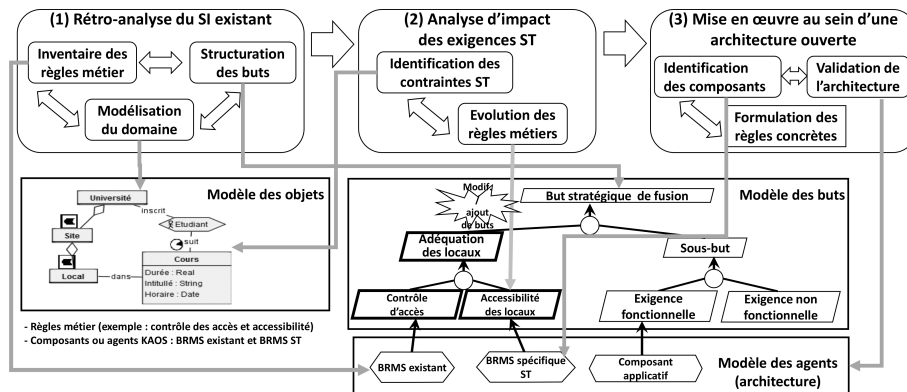 (1) Rétro-analyse du SI existant
Inventaire des
règles métier
Structuration
des buts
Modélisation
du domaine
(2) Analyse d'impact
des exigences ST
Identification des
contraintes ST
Evolution des
règles métiers
(3) Mise en œuvre au sein d'une
architecture ouverte
Identification
des composants
Validation de
l'architecture
Formulation des
règles concrètes
Modèle des objets
Université
inscrit
Etudiant
Site
suit
Cours
Local
dans
Durée : Real
Intitullé : String
Horaire : Date
- Règles métier (exemple : contrôle des accès et accessibilité)
- Composants ou agents KAOS : BRMS existant et BRMS ST
Modèle des buts
Modifs
ajout
de buts
But stratégique de fusion
Adéquation
des locaux
Sous-but
Contrôle
d'accès
Accessibilité
des locaux
Exigence
fonctionnelle
Exigence non
fonctionnelle
BRMS existant
BRMS spécifique
ST
Composant
applicatif
Modèle des agents
(architecture)